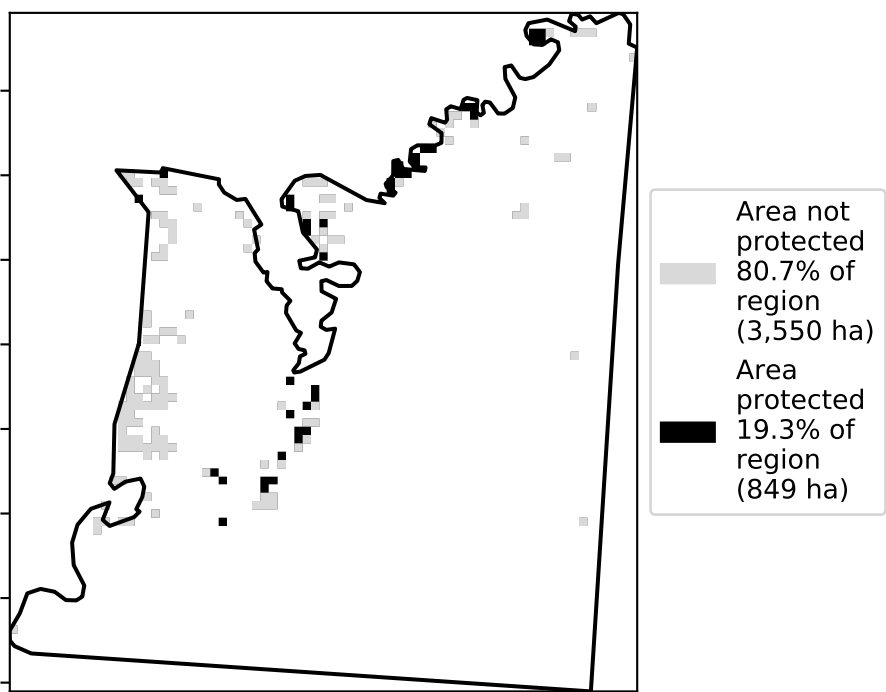 Area not
protected
80.7% of
region
(3,550 ha)
Area
protected
19.3% of
region
(849 ha)